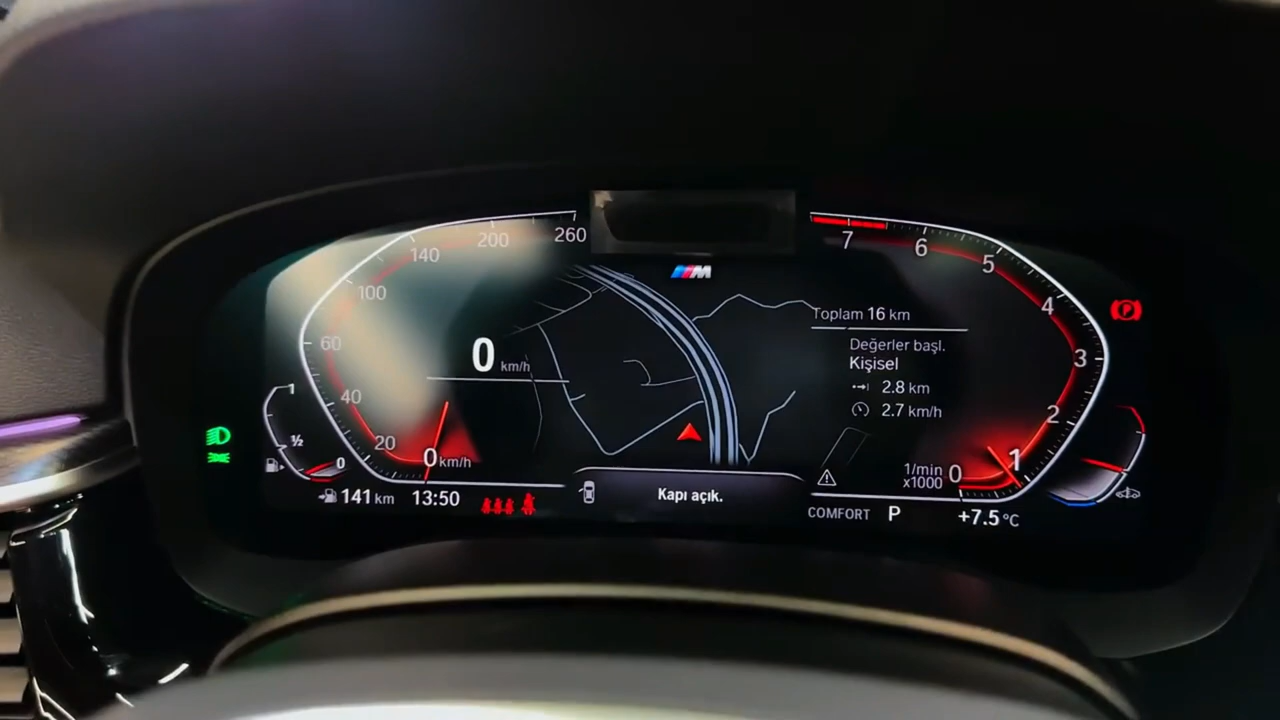 20
40
60
100
140
200
260
0 km/h
0 km/h
1
½
0
141 km
13:50
M
Kapı açık.
Toplam 16 km
Değerler başl.
Kişisel
2.8 km
2.7 km/h
7
6
5
4
3
2
1
0
1/min
x1000
COMFORT P
+7.5 °C
P